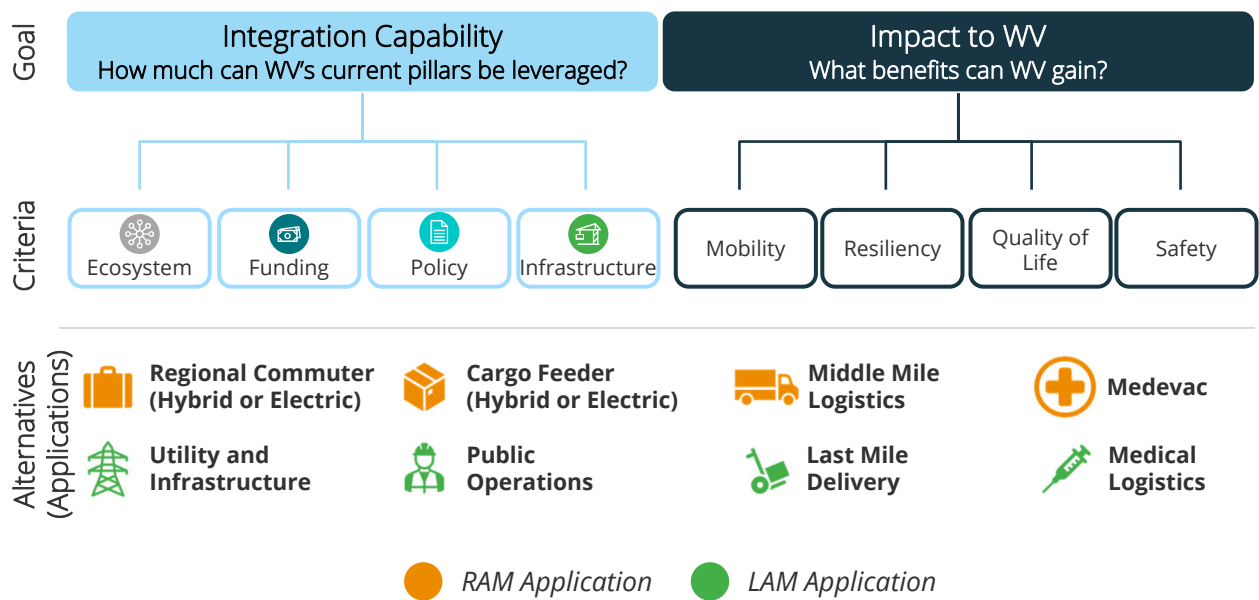 Goal
Integration Capability
How much can WV's current pillars be leveraged?
Impact to WV
What benefits can WV gain?
Criteria
Ecosystem
Funding
Policy
Infrastructure
Mobility
Resiliency
Quality of
Life
Safety
Alternatives
(Applications)
Regional Commuter
(Hybrid or Electric)
Cargo Feeder
(Hybrid or Electric)
Middle Mile
Logistics
Medevac
Utility and
Infrastructure
Public
Operations
Last Mile
Delivery
Medical
Logistics
RAM Application
LAM Application